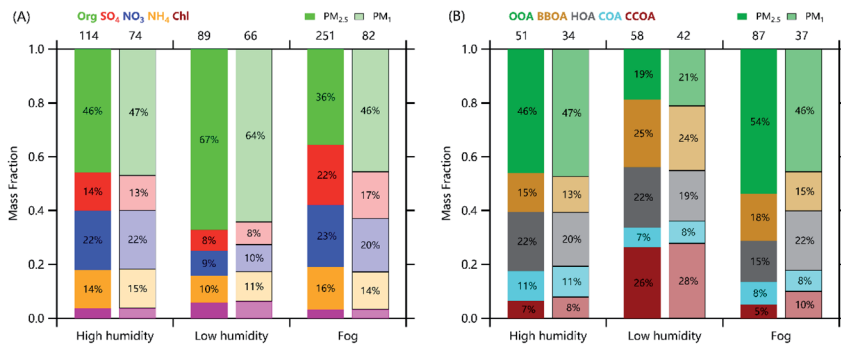 (A)
Org SO4 NO3 NH4 Chl
PM2.5 PM1
114 74 89 66 251 82
1.0
0.8
0.6
0.4
0.2
0.0
Mass Fraction
46% 47% 67% 64% 36% 46%
14% 13% 8% 8% 22% 17%
22% 22% 9% 10% 23% 20%
14% 15% 10% 11% 16% 14%
High humidity Low humidity Fog
(B)
OOA BBOA HOA COA CCOA
PM2.5 PM1
51 34 58 42 87 37
1.0
0.8
0.6
0.4
0.2
0.0
Mass Fraction
46% 47% 19% 21% 54% 46%
15% 13% 25% 24% 18% 15%
22% 20% 22% 19% 15% 22%
11% 11% 7% 8% 8% 8%
7% 8% 26% 28% 5% 10%
High humidity Low humidity Fog